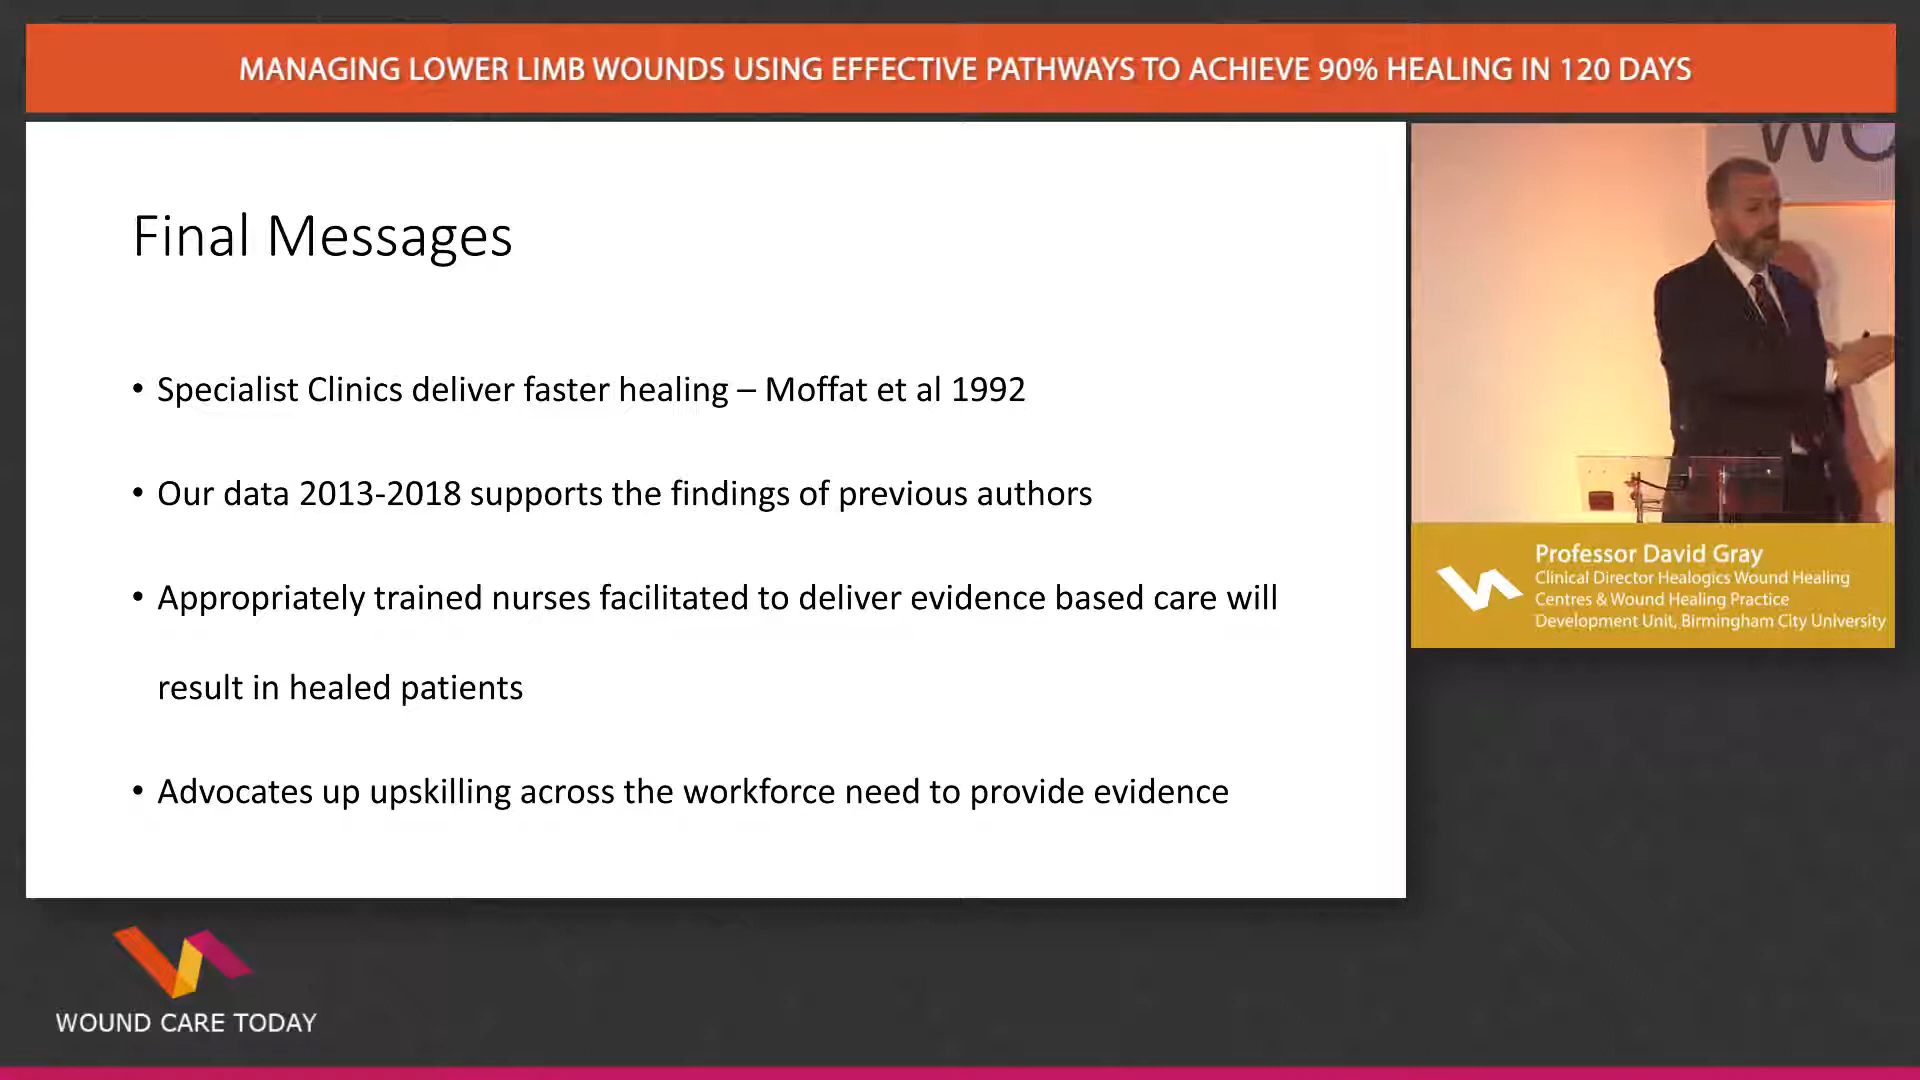 MANAGING LOWER LIMB WOUNDS USING EFFECTIVE PATHWAYS TO ACHIEVE 90% HEALING IN 120 DAYS
Final Messages
• Specialist Clinics deliver faster healing – Moffat et al 1992
• Our data 2013-2018 supports the findings of previous authors
• Appropriately trained nurses facilitated to deliver evidence based care will
result in healed patients
• Advocates up upskilling across the workforce need to provide evidence
WO
Professor David Gray
Clinical Director Healogics Wound Healing
Centres & Wound Healing Practice
Development Unit, Birmingham City University
WOUND CARE TODAY